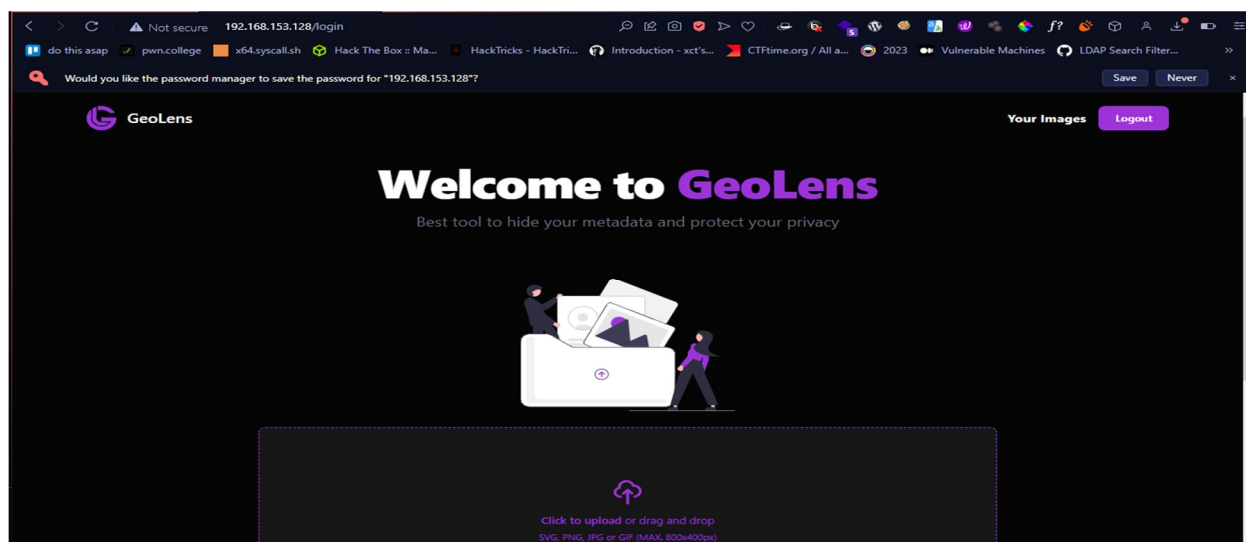 Not secure 192.168.153.128/login
5
f?
do this asap pwn.college x64.syscall.sh Hack The Box :: Ma... HackTricks - HackTri... Introduction - xct's... CTFtime.org / All a... 2023 Vulnerable Machines LDAP Search Filter... »
Would you like the password manager to save the password for "192.168.153.128"? Save Never ×
GeoLens Your Images Logout
Welcome to GeoLens
Best tool to hide your metadata and protect your privacy
Click to upload or drag and drop
SVG, PNG, JPG or GIF (MAX. 800x400px)